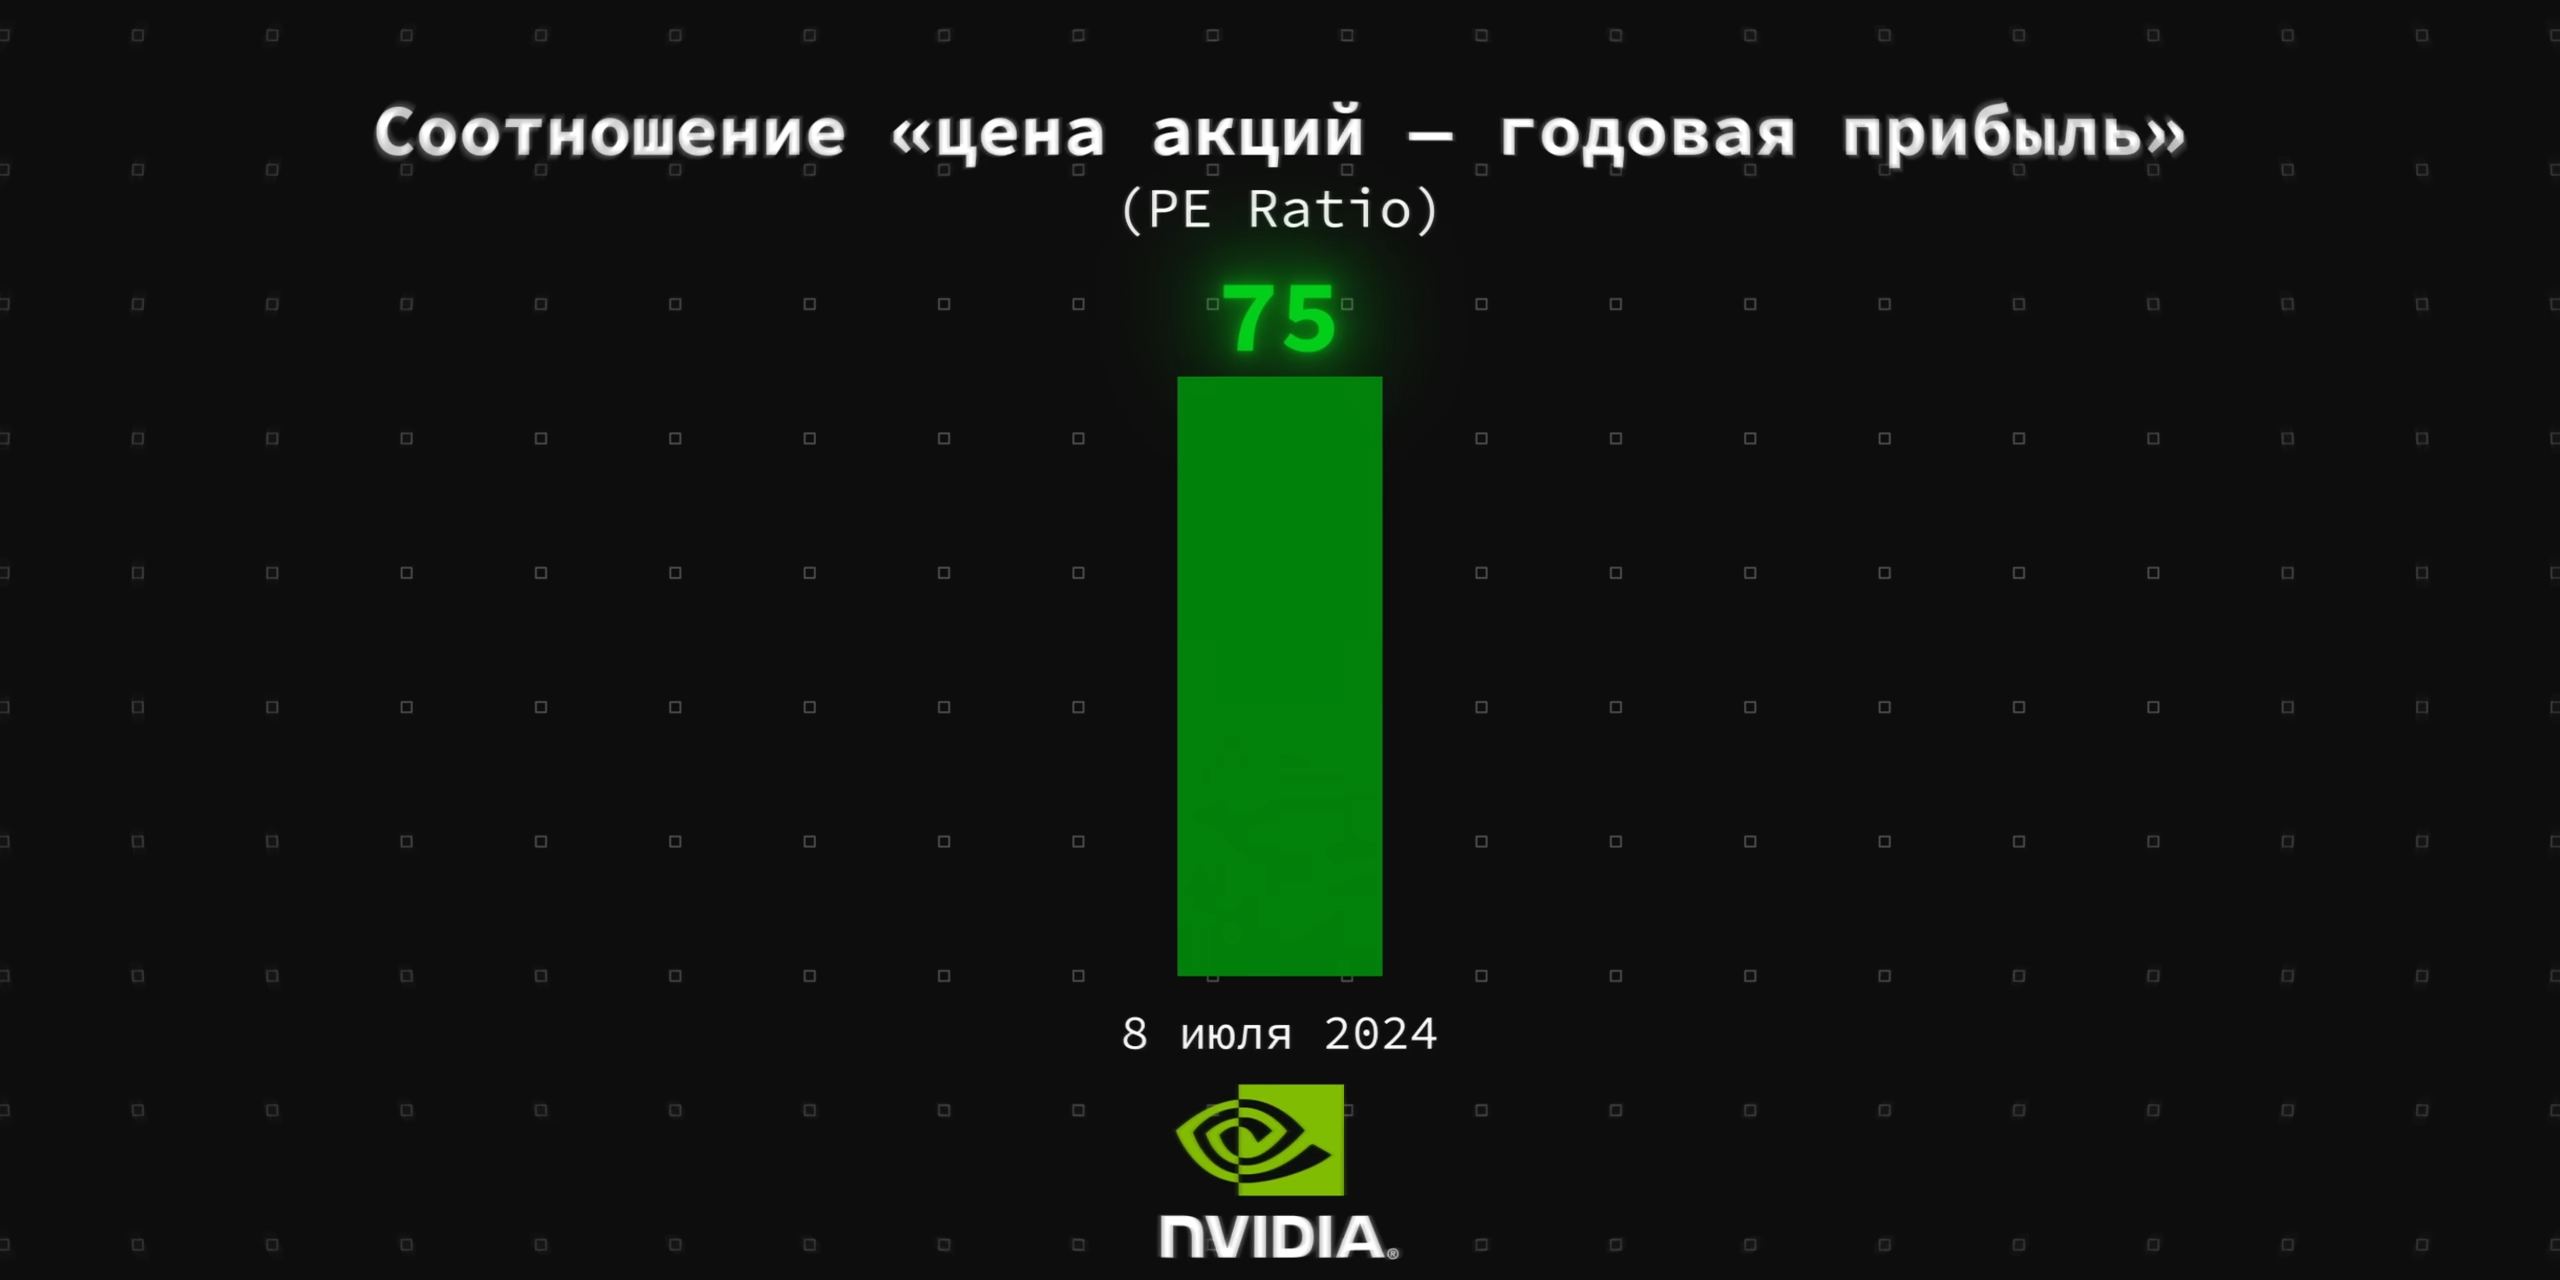 Соотношение «цена акций — годовая прибыль»
(PE Ratio)
75
8 июля 2024
NVIDIA®